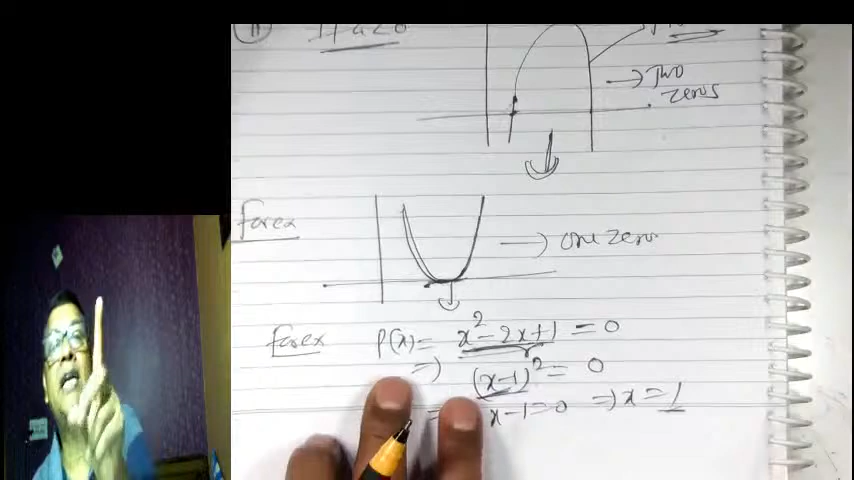 (ii) If a<0
→ Two
zeros
For ex
→ one zero
For ex P(x) = x² - 2x + 1 = 0
⇒ (x-1)² = 0
x-1=0 ⇒ x = 1